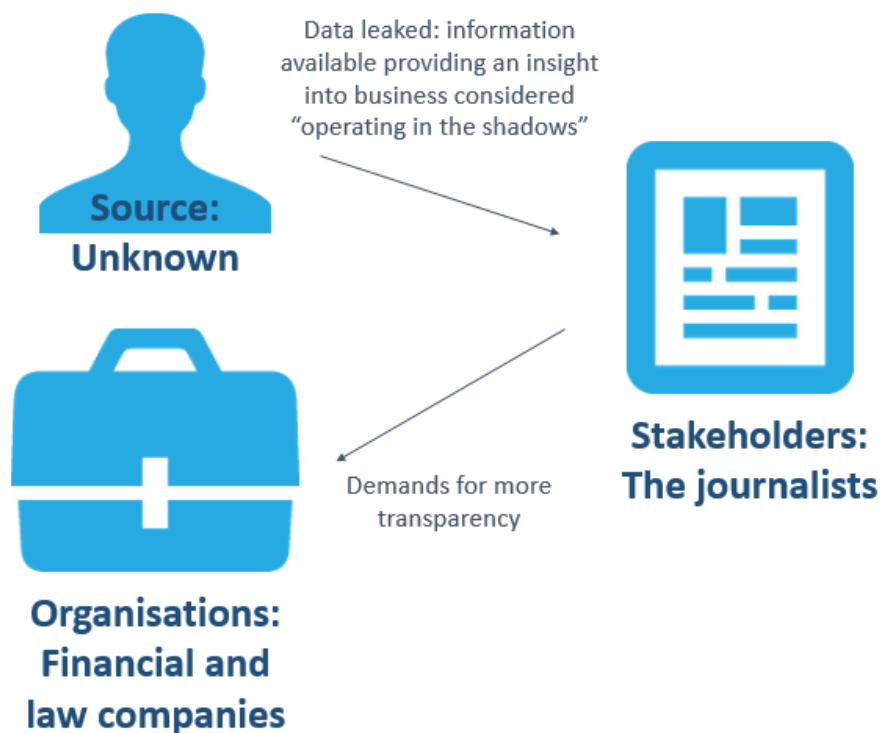 Data leaked: information
available providing an insight
into business considered
“operating in the shadows”
Source:
Unknown
Stakeholders:
The journalists
Demands for more
transparency
Organisations:
Financial and
law companies